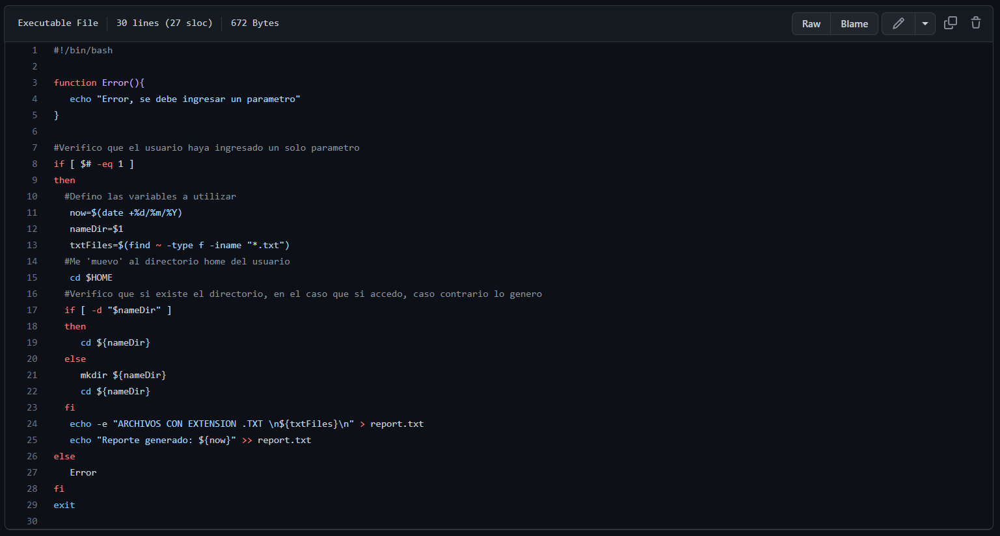 Executable File 30 lines (27 sloc) 672 Bytes Raw Blame
1 #!/bin/bash
2
3 function Error(){
4    echo "Error, se debe ingresar un parametro"
5 }
6
7 #Verifico que el usuario haya ingresado un solo parametro
8 if [ $# -eq 1 ]
9 then
10   #Defino las variables a utilizar
11    now=$(date +%d/%m/%Y)
12    nameDir=$1
13    txtFiles=$(find ~ -type f -iname "*.txt")
14   #Me 'muevo' al directorio home del usuario
15    cd $HOME
16   #Verifico que si existe el directorio, en el caso que si accedo, caso contrario lo genero
17   if [ -d "$nameDir" ]
18   then
19      cd ${nameDir}
20   else
21      mkdir ${nameDir}
22      cd ${nameDir}
23   fi
24    echo -e "ARCHIVOS CON EXTENSION .TXT \n${txtFiles}\n" > report.txt
25    echo "Reporte generado: ${now}" >> report.txt
26 else
27    Error
28 fi
29 exit
30